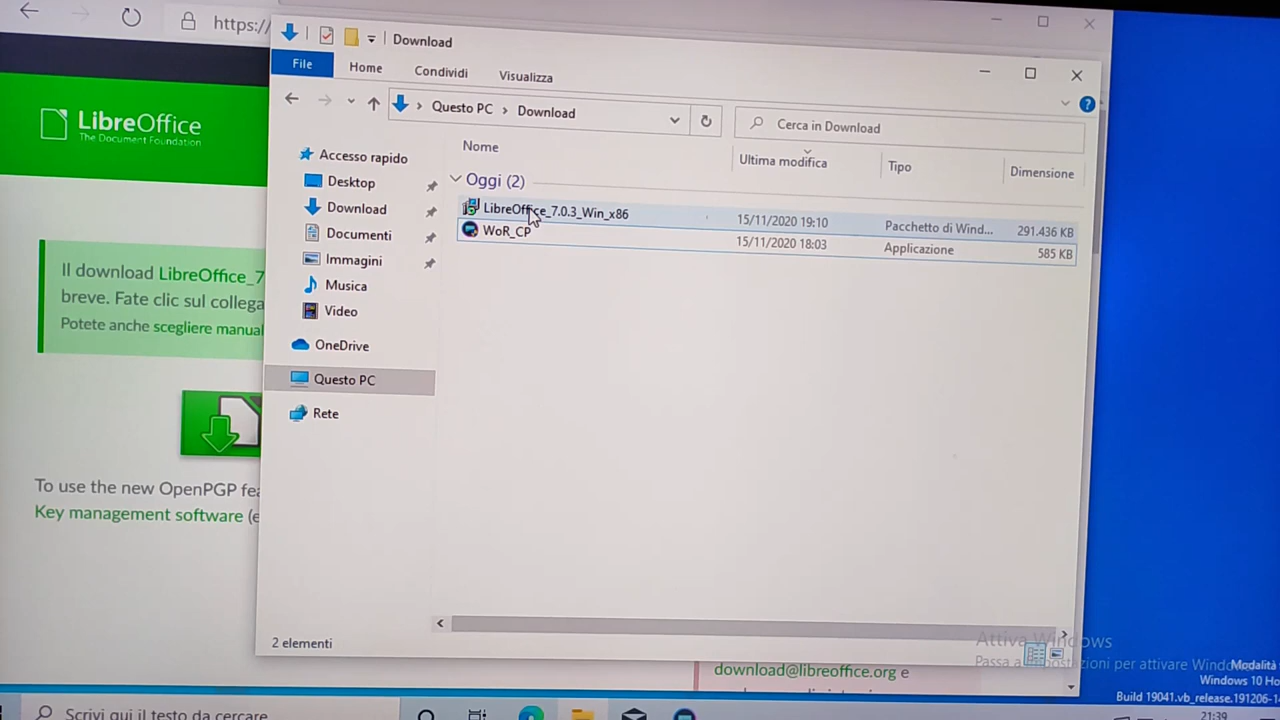 https://
LibreOffice
The Document Foundation
Il download LibreOffice_7
breve. Fate clic sul collega
Potete anche scegliere manual
To use the new OpenPGP fea
Key management software (e
Download
File
Home
Condividi
Visualizza
Questo PC
Download
Cerca in Download
Accesso rapido
Desktop
Download
Documenti
Immagini
Musica
Video
OneDrive
Questo PC
Rete
Nome
Ultima modifica
Tipo
Dimensione
Oggi (2)
LibreOffice_7.0.3_Win_x86
15/11/2020 19:10
Pacchetto di Wind...
291.436 KB
WoR_CP
15/11/2020 18:03
Applicazione
585 KB
2 elementi
Attiva Windows
Passa a Impostazioni per attivare
Modalità
Windows 10 Ho
Build 19041.vb_release.191206-1
download@libreoffice.org e
Scrivi qui il testo da cercare
21:39